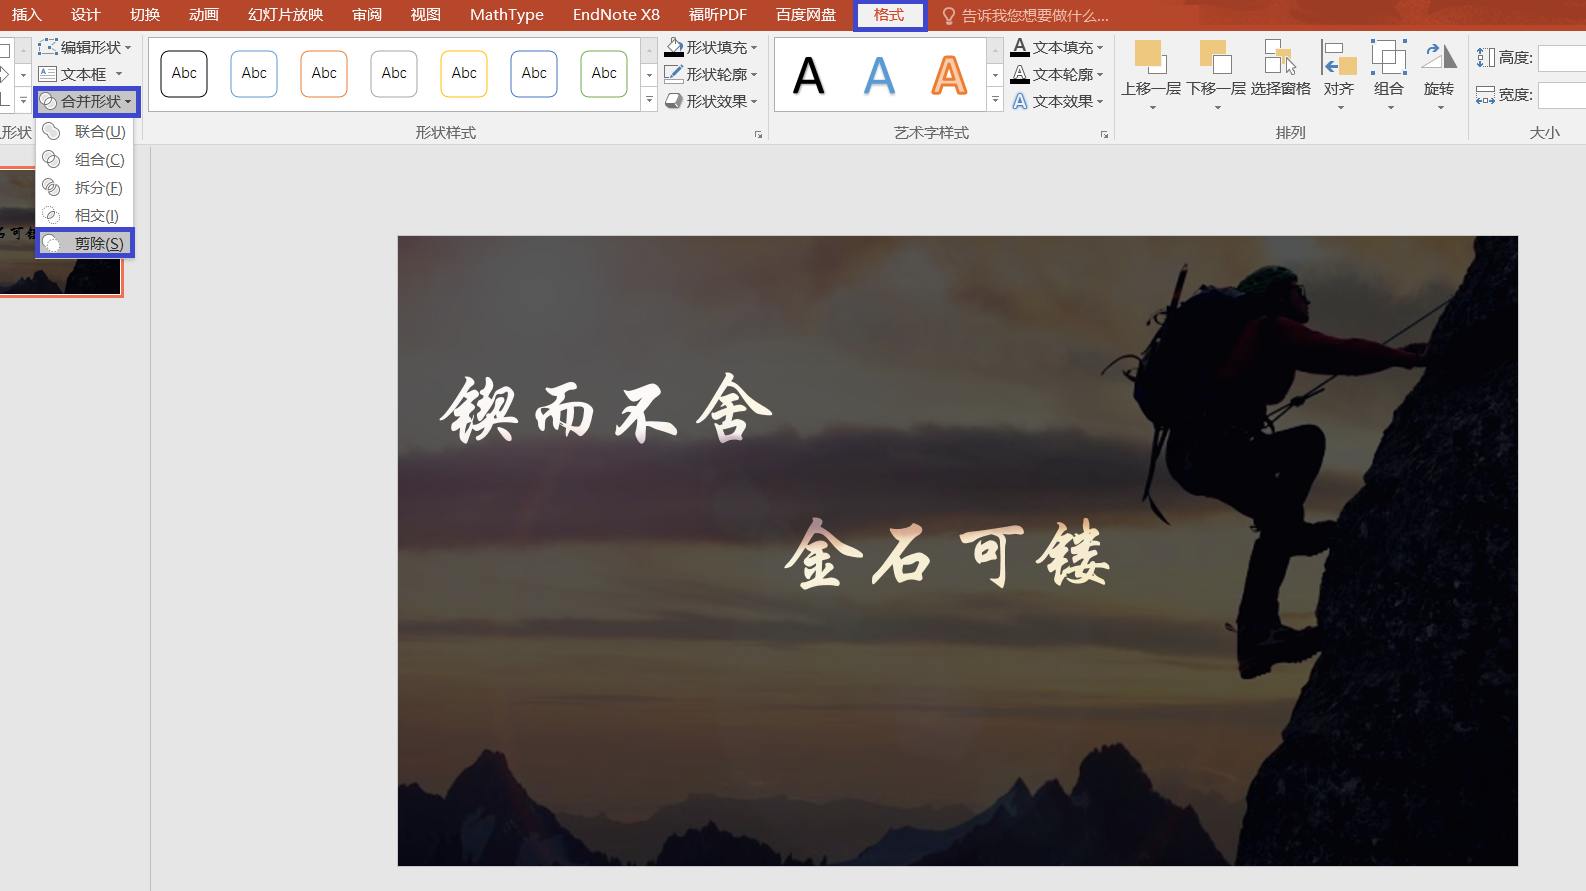 插入 设计 切换 动画 幻灯片放映 审阅 视图 MathType EndNote X8 福昕PDF 百度网盘 格式 告诉我您想要做什么...
编辑形状
文本框
合并形状
Abc Abc Abc Abc Abc Abc Abc
形状填充
形状轮廓
形状效果
A A A
文本填充
文本轮廓
文本效果
上移一层 下移一层 选择窗格 对齐 组合 旋转
高度:
宽度:
形状 形状样式 艺术字样式 排列 大小
联合(U)
组合(C)
拆分(F)
相交(I)
剪除(S)
锲而不舍
金石可镂